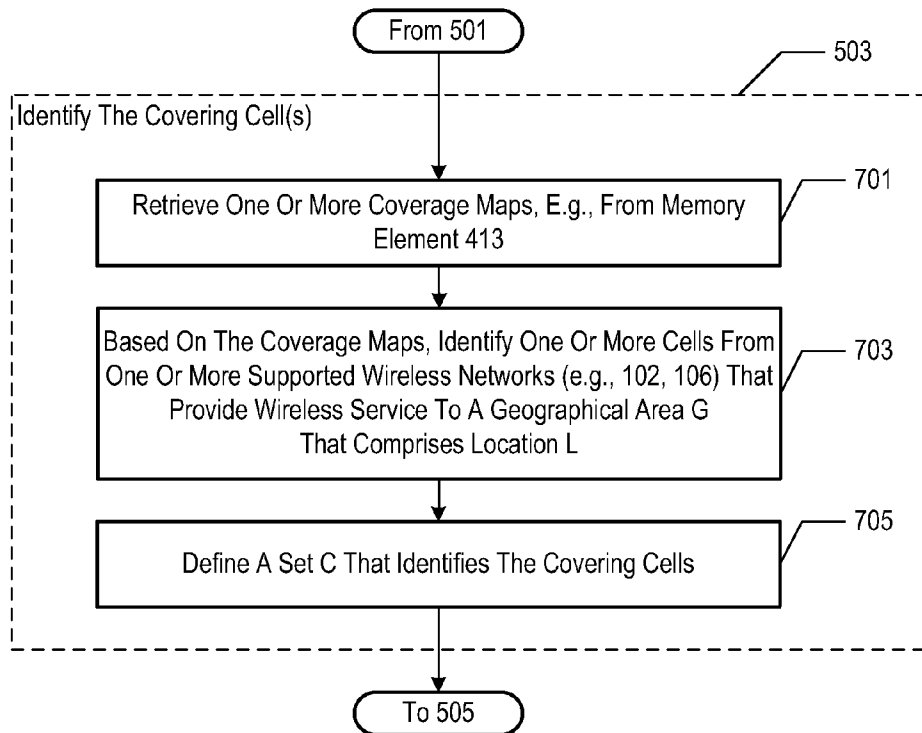 From 501
503
Identify The Covering Cell(s)
701
Retrieve One Or More Coverage Maps, E.g., From Memory
Element 413
Based On The Coverage Maps, Identify One Or More Cells From
One Or More Supported Wireless Networks (e.g., 102, 106) That
Provide Wireless Service To A Geographical Area G
That Comprises Location L
703
705
Define A Set C That Identifies The Covering Cells
To 505